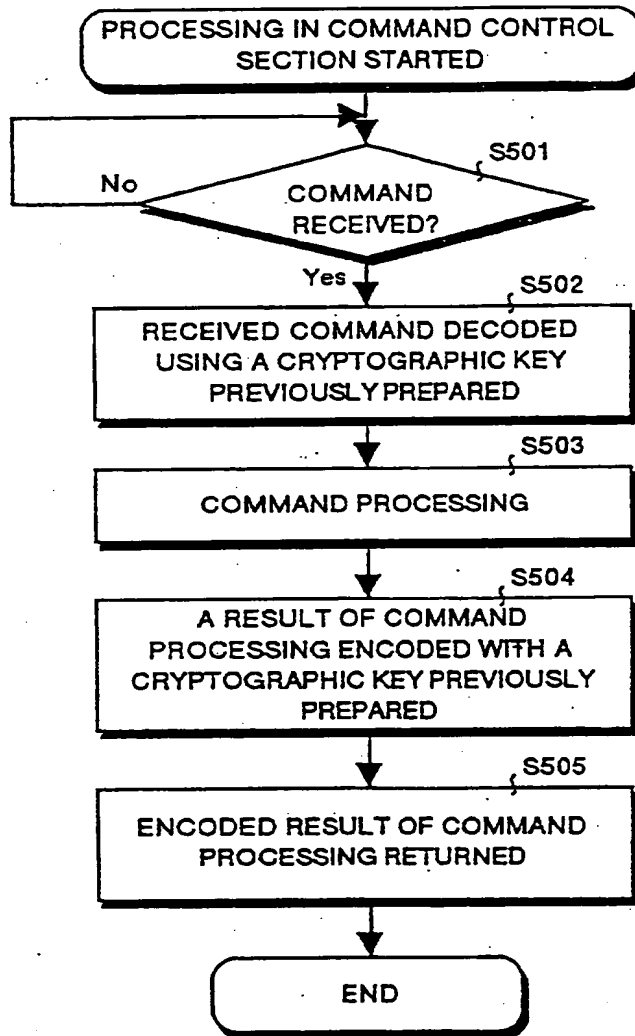 PROCESSING IN COMMAND CONTROL
SECTION STARTED
S501
No
COMMAND
RECEIVED?
Yes
S502
RECEIVED COMMAND DECODED
USING A CRYPTOGRAPHIC KEY
PREVIOUSLY PREPARED
S503
COMMAND PROCESSING
S504
A RESULT OF COMMAND
PROCESSING ENCODED WITH A
CRYPTOGRAPHIC KEY PREVIOUSLY
PREPARED
S505
ENCODED RESULT OF COMMAND
PROCESSING RETURNED
END